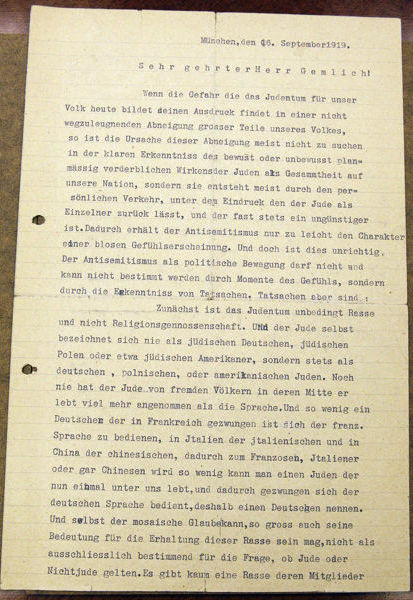 München,den 16. September1919.
S e h r  g e h r t e r H e r r  G e m l i c h !
Wenn die Gefahr die das Judentum für unser
Volk heute bildet seinen Ausdruck findet in einer nicht
wegzuleugnenden Abneigung grosser Teile unseres Volkes,
so ist die Ursache dieser Abneigung meist nicht zu suchen
in der klaren Erkenntnis des bewußt oder unbewusst plan=
mässig verderblichen Wirkensder Juden als Gesamtheit auf
unsere Nation, sondern sie entsteht meist durch den per-
sönlichen Verkehr, unter dem Eindruck den der Jude als
Einzelner zurück lässt, und der fast stets ein ungünstiger
ist.Dadurch erhält der Antisemitismus nur zu leicht den Charakter
einer blosen Gefühlserscheinung. Und doch ist dies unrichtig.
Der Antisemitismus als politische Bewegung darf nicht und
kann nicht bestimmt werden durch Momente des Gefühls, sondern
durch die Erkenntniss von Tatsachen. Tatsachen aber sind :
Zunächst ist das Judentum unbedingt Rasse
und nicht Religionsgennossenschaft. Und der Jude selbst
bezeichnet sich nie als jüdischen Deutschen, jüdischen
Polen oder etwa jüdischen Amerikaner, sondern stets als
deutschen , polnischen, oder amerikanischen Juden. Noch
nie hat der Jude von fremden Völkern in deren Mitte er
lebt viel mehr angenommen als die Sprache.Und so wenig ein
Deutscher der in Frankreich gezwungen ist sich der franz.
Sprache zu bedienen, in Jtalien der jtalienischen und in
China der chinesischen, dadurch zum Franzosen, Jtaliener
oder gar Chinesen wird so wenig kann man einen Juden der
nun einmal unter uns lebt,und dadurch gezwungen sich der
deutschen Sprache bedient,deshalb einen Deutschen nennen.
Und selbst der mosaische Glaubekann,so gross auch seine
Bedeutung für die Erhaltung dieser Rasse sein mag,nicht als
ausschliesslich bestimmend für die Frage, ob Jude oder
Nichtjude gelten.Es gibt kaum eine Rasse deren Mitglieder